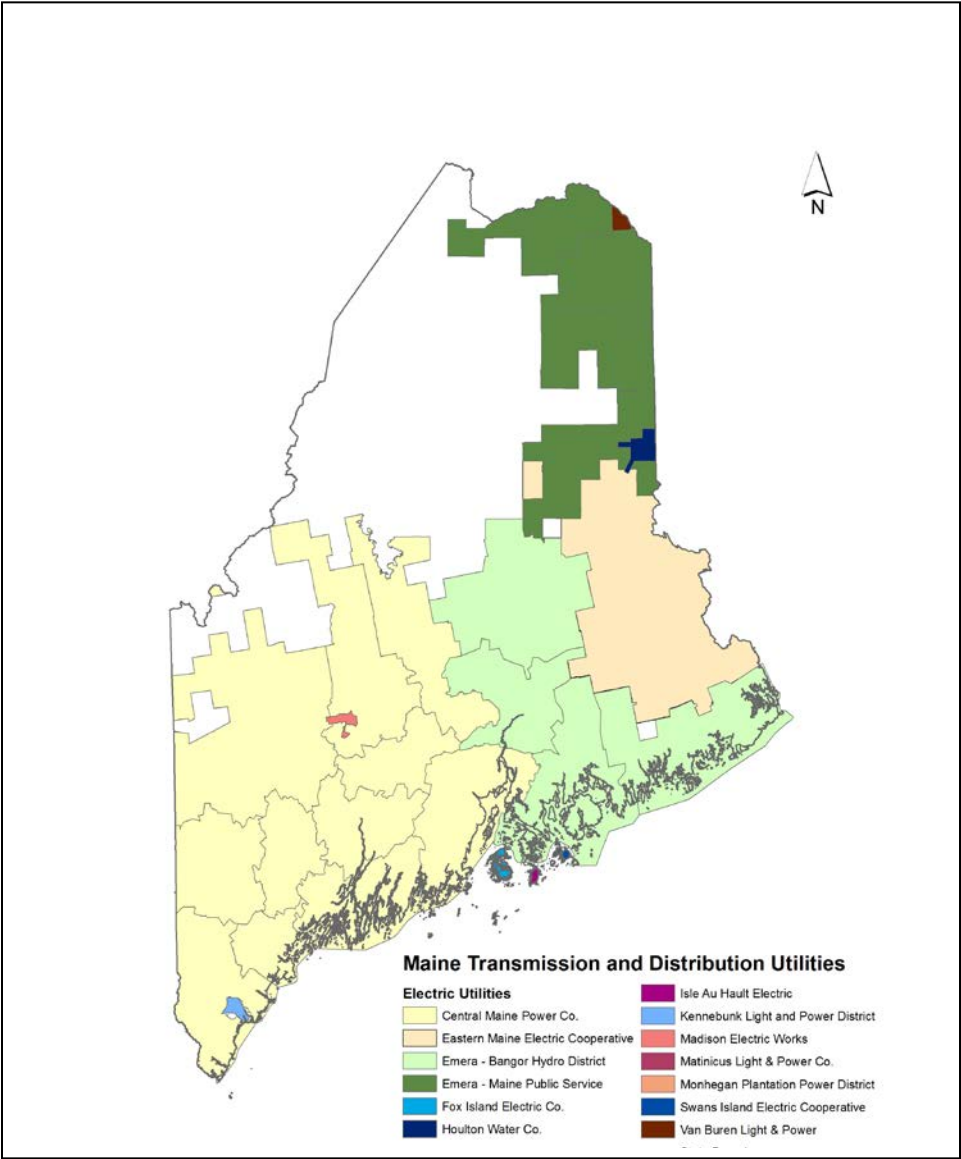 N
Maine Transmission and Distribution Utilities
Electric Utilities
Central Maine Power Co.
Eastern Maine Electric Cooperative
Emera - Bangor Hydro District
Emera - Maine Public Service
Fox Island Electric Co.
Houlton Water Co.
Isle Au Hault Electric
Kennebunk Light and Power District
Madison Electric Works
Matinicus Light & Power Co.
Monhegan Plantation Power District
Swans Island Electric Cooperative
Van Buren Light & Power